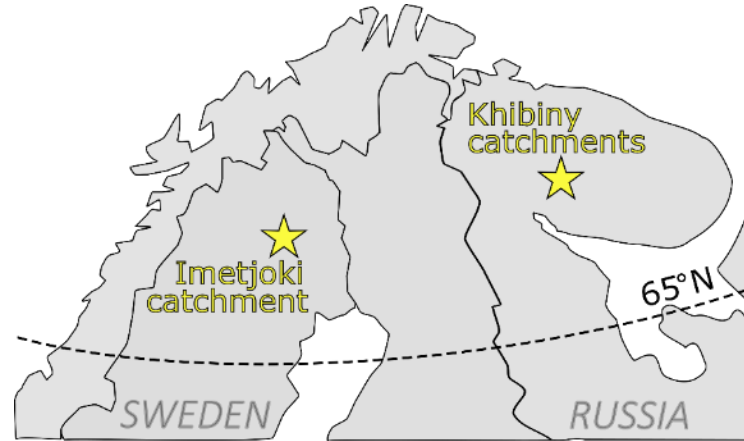 Khibiny
catchments
Imetjoki
catchment
65°N
SWEDEN
RUSSIA